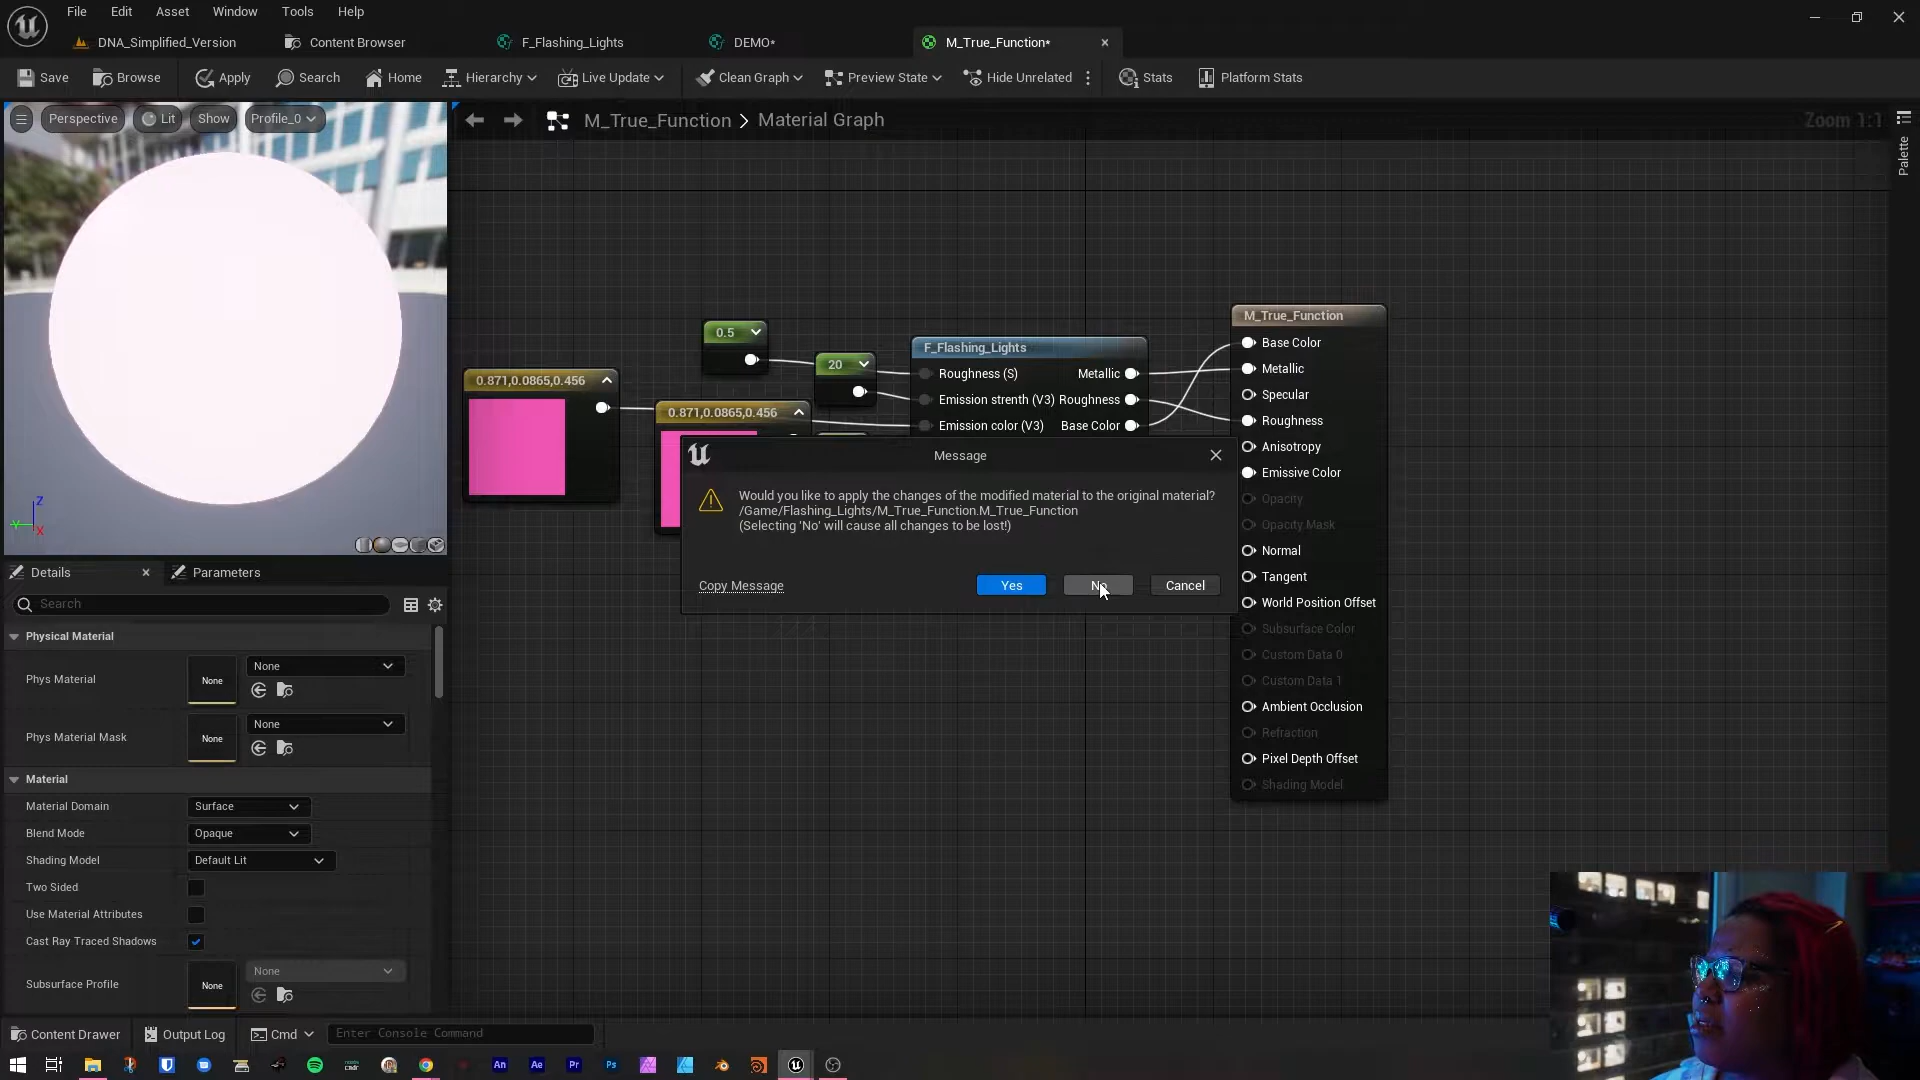 File Edit Asset Window Tools Help
DNA_Simplified_Version Content Browser F_Flashing_Lights DEMO* M_True_Function*
Save Browse Apply Search Home Hierarchy Live Update Clean Graph Preview State Hide Unrelated Stats Platform Stats
Perspective Lit Show Profile_0
M_True_Function > Material Graph
Zoom 1:1
Palette
0.5
20
0.871,0.0865,0.456
0.871,0.0865,0.456
F_Flashing_Lights
Roughness (S) Metallic
Emission strenth (V3) Roughness
Emission color (V3) Base Color
M_True_Function
Base Color
Metallic
Specular
Roughness
Anisotropy
Emissive Color
Opacity
Opacity Mask
Normal
Tangent
World Position Offset
Subsurface Color
Custom Data 0
Custom Data 1
Ambient Occlusion
Refraction
Pixel Depth Offset
Shading Model
Message
Would you like to apply the changes of the modified material to the original material?
/Game/Flashing_Lights/M_True_Function.M_True_Function
(Selecting 'No' will cause all changes to be lost!)
Copy Message Yes No Cancel
Z
Y
X
Details Parameters
Search
Physical Material
Phys Material None None
Phys Material Mask None None
Material
Material Domain Surface
Blend Mode Opaque
Shading Model Default Lit
Two Sided
Use Material Attributes
Cast Ray Traced Shadows
Subsurface Profile None None
Content Drawer Output Log Cmd Enter Console Command
An Ae Pr Ps